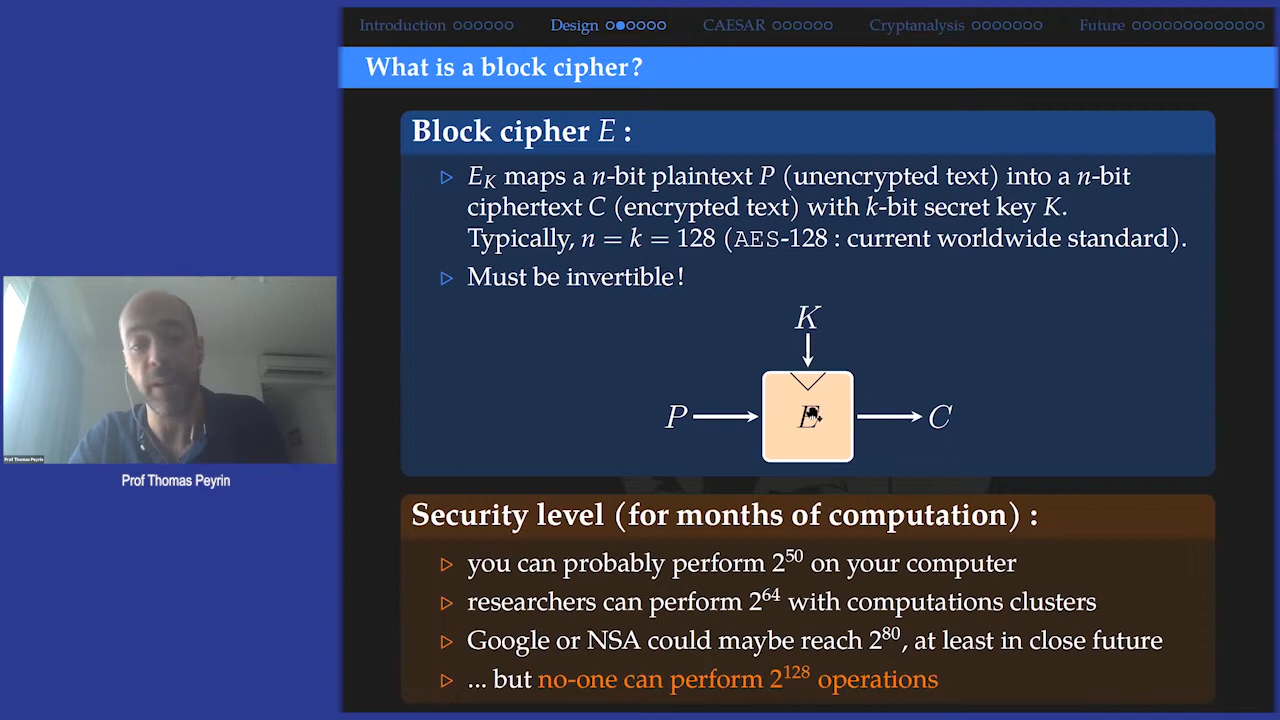 Introduction Design CAESAR Cryptanalysis Future
What is a block cipher?
Block cipher E :
E_K maps a n-bit plaintext P (unencrypted text) into a n-bit
ciphertext C (encrypted text) with k-bit secret key K.
Typically, n = k = 128 (AES-128 : current worldwide standard).
Must be invertible!
K
P E C
Prof Thomas Peyrin
Prof Thomas Peyrin
Security level (for months of computation) :
you can probably perform 2^50 on your computer
researchers can perform 2^64 with computations clusters
Google or NSA could maybe reach 2^80, at least in close future
... but no-one can perform 2^128 operations